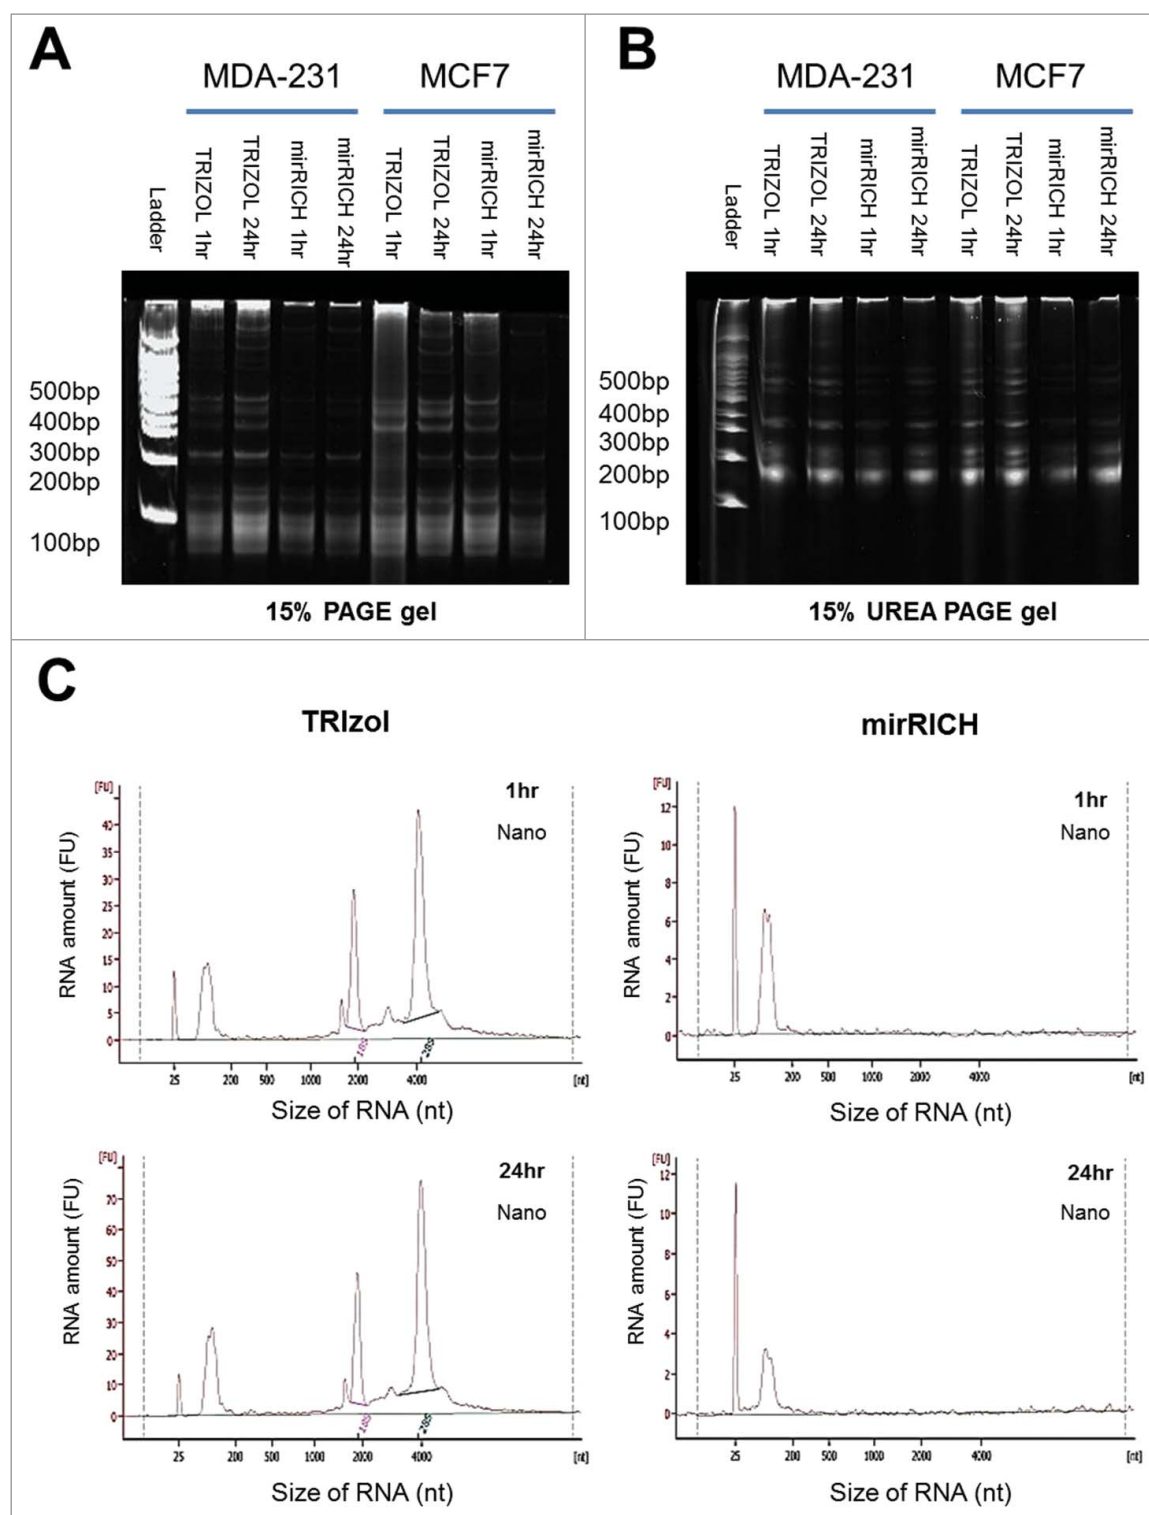 A
MDA-231 MCF7
Ladder TRIZOL 1hr TRIZOL 24hr mirRICH 1hr mirRICH 24hr TRIZOL 1hr TRIZOL 24hr mirRICH 1hr mirRICH 24hr
500bp
400bp
300bp
200bp
100bp
15% PAGE gel
B
MDA-231 MCF7
Ladder TRIZOL 1hr TRIZOL 24hr mirRICH 1hr mirRICH 24hr TRIZOL 1hr TRIZOL 24hr mirRICH 1hr mirRICH 24hr
500bp
400bp
300bp
200bp
100bp
15% UREA PAGE gel
C
TRIzol
[FU]
1hr
Nano
RNA amount (FU)
40
35
30
25
20
15
10
5
0
18S 28S
25 200 500 1000 2000 4000 [nt]
Size of RNA (nt)
mirRICH
[FU]
1hr
Nano
RNA amount (FU)
12
10
8
6
4
2
0
25 200 500 1000 2000 4000 [nt]
Size of RNA (nt)
[FU]
24hr
Nano
RNA amount (FU)
70
60
50
40
30
20
10
0
18S 28S
25 200 500 1000 2000 4000 [nt]
Size of RNA (nt)
[FU]
24hr
Nano
RNA amount (FU)
12
10
8
6
4
2
0
25 200 500 1000 2000 4000 [nt]
Size of RNA (nt)